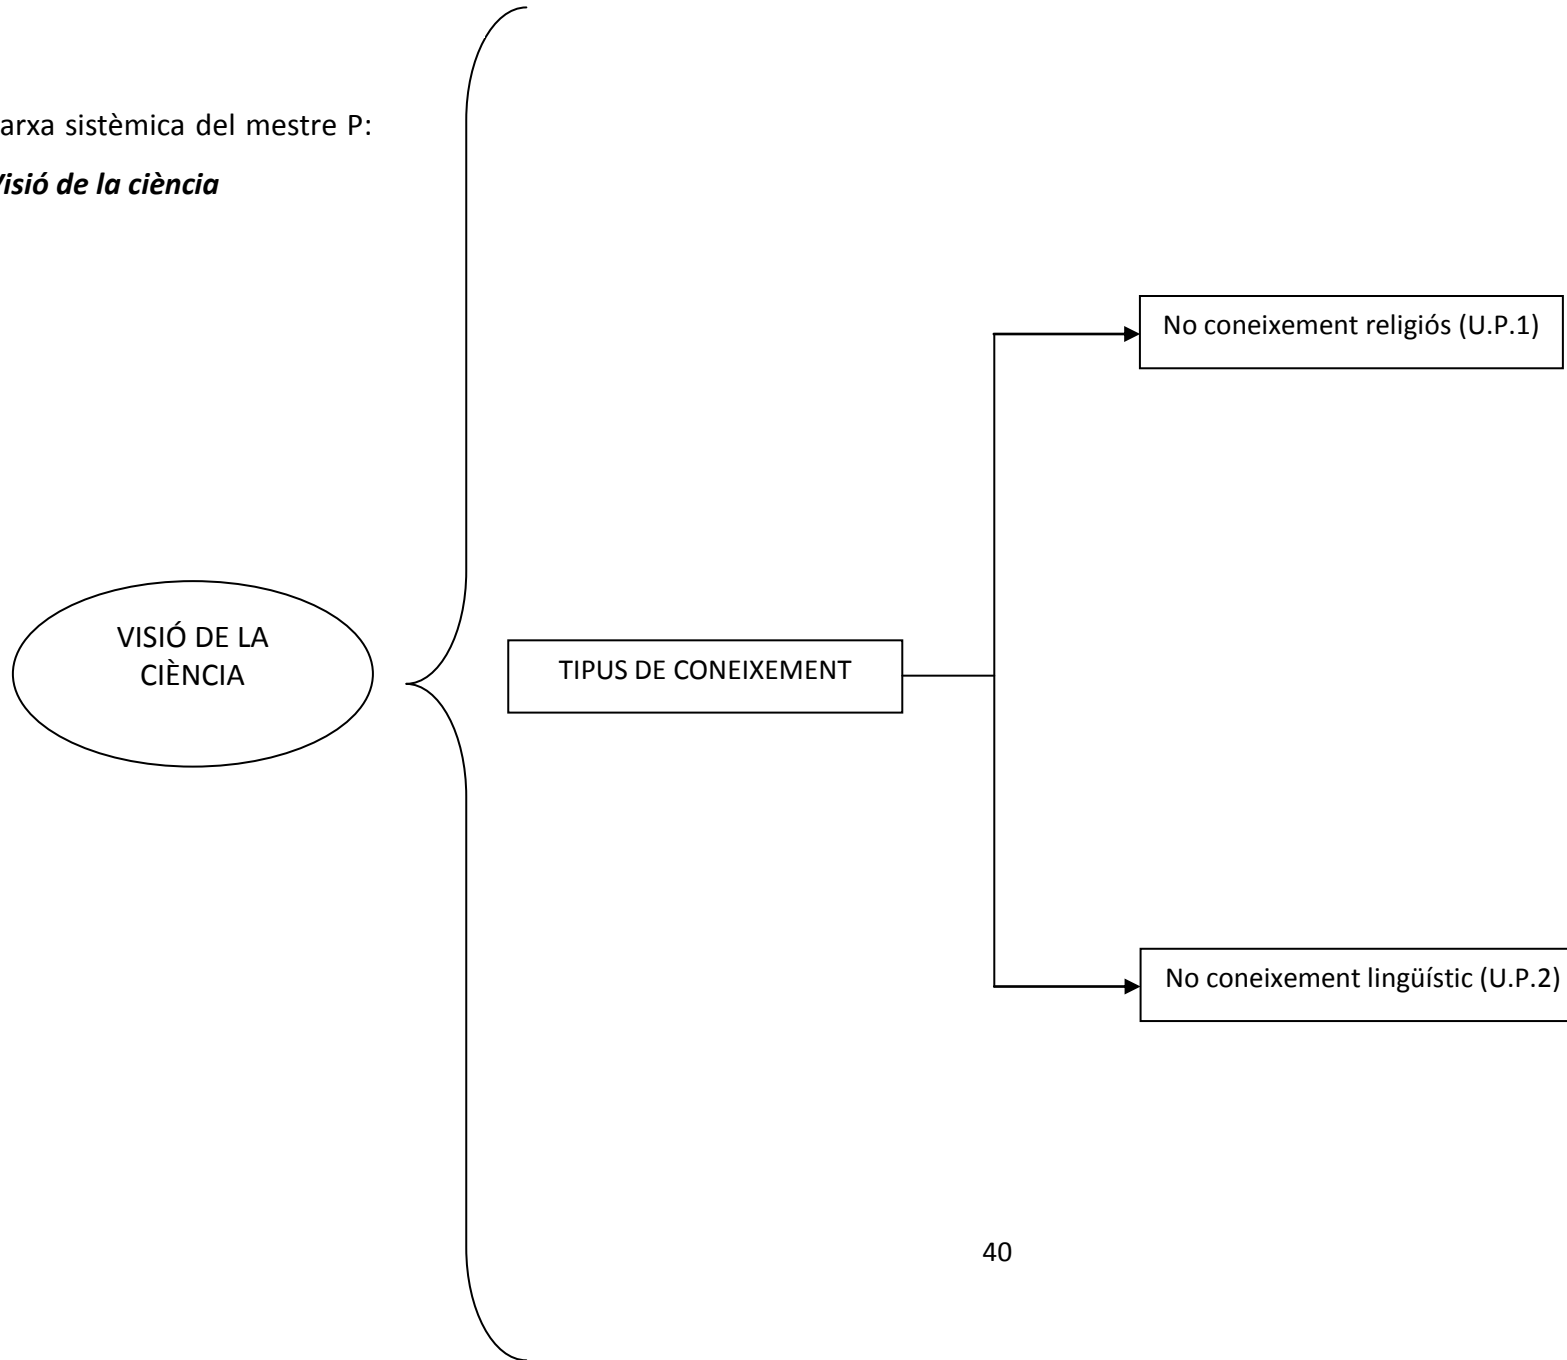 arxa sistèmica del mestre P:
Visió de la ciència
No coneixement religiós (U.P.1)
VISIÓ DE LA
CIÈNCIA
TIPUS DE CONEIXEMENT
No coneixement lingüístic (U.P.2)
40